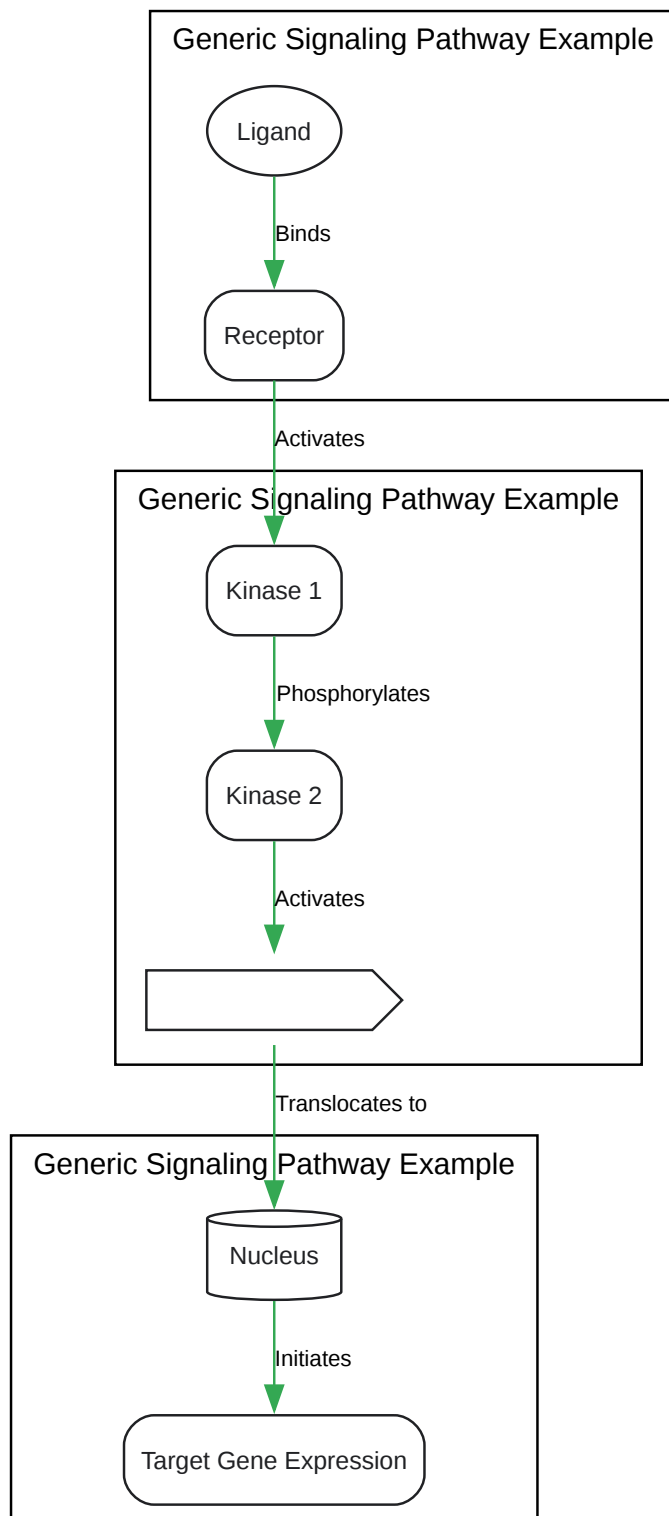 Generic Signaling Pathway Example
Ligand
Binds
Receptor
Activates
Generic Signaling Pathway Example
Kinase 1
Phosphorylates
Kinase 2
Activates
Translocates to
Generic Signaling Pathway Example
Nucleus
Initiates
Target Gene Expression